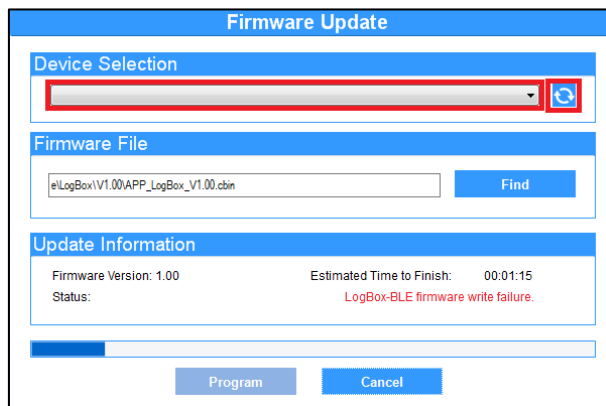 Firmware Update
Device Selection
Firmware File
e\LogBox\V1.00\APP_LogBox_V1.00.cbin
Find
Update Information
Firmware Version: 1.00 Estimated Time to Finish: 00:01:15
Status: LogBox-BLE firmware write failure.
Program Cancel